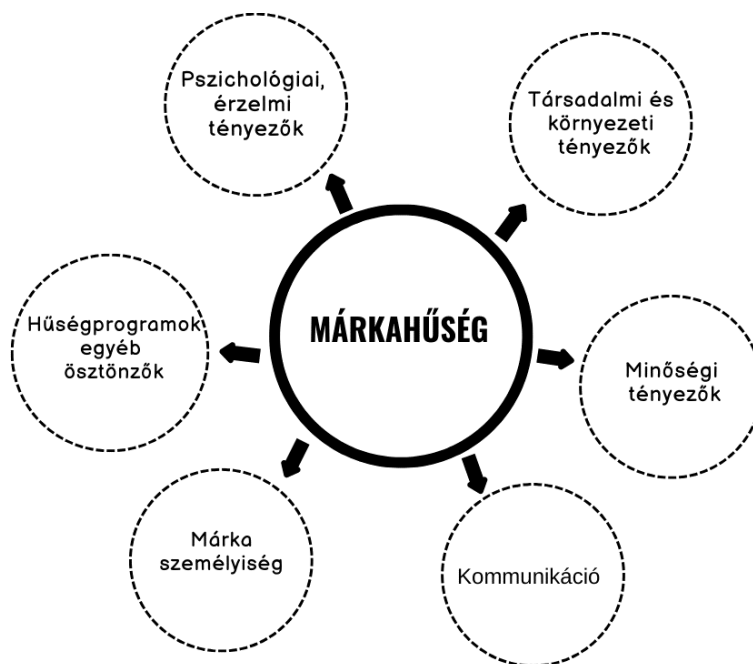 Pszichológiai,
érzelmi
tényezők
Társadalmi és
környezeti
tényezők
Hűségprogramok
egyéb
ösztönzők
MÁRKAHŰSÉG
Minőségi
tényezők
Márka
személyiség
Kommunikáció